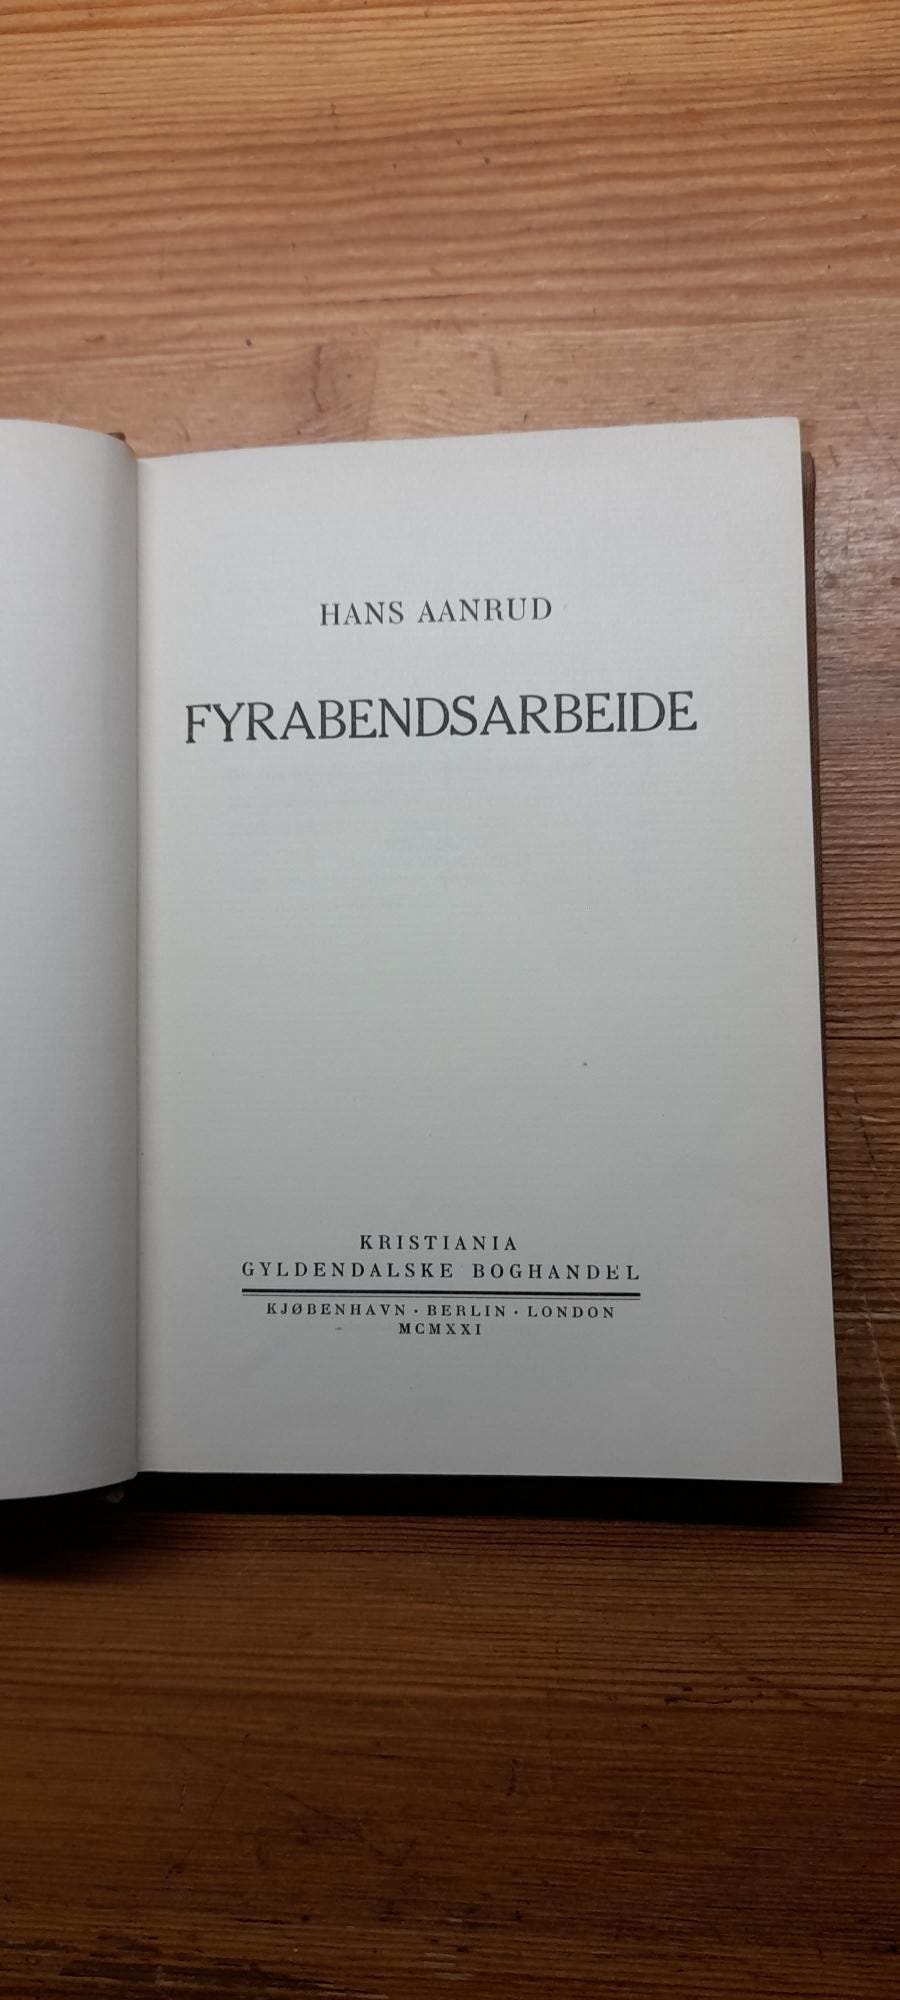 HANS AANRUD
FYRABENDSARBEIDE
KRISTIANIA
GYLDENDALSKE BOGHANDEL
KJØBENHAVN · BERLIN · LONDON
MCMXXI